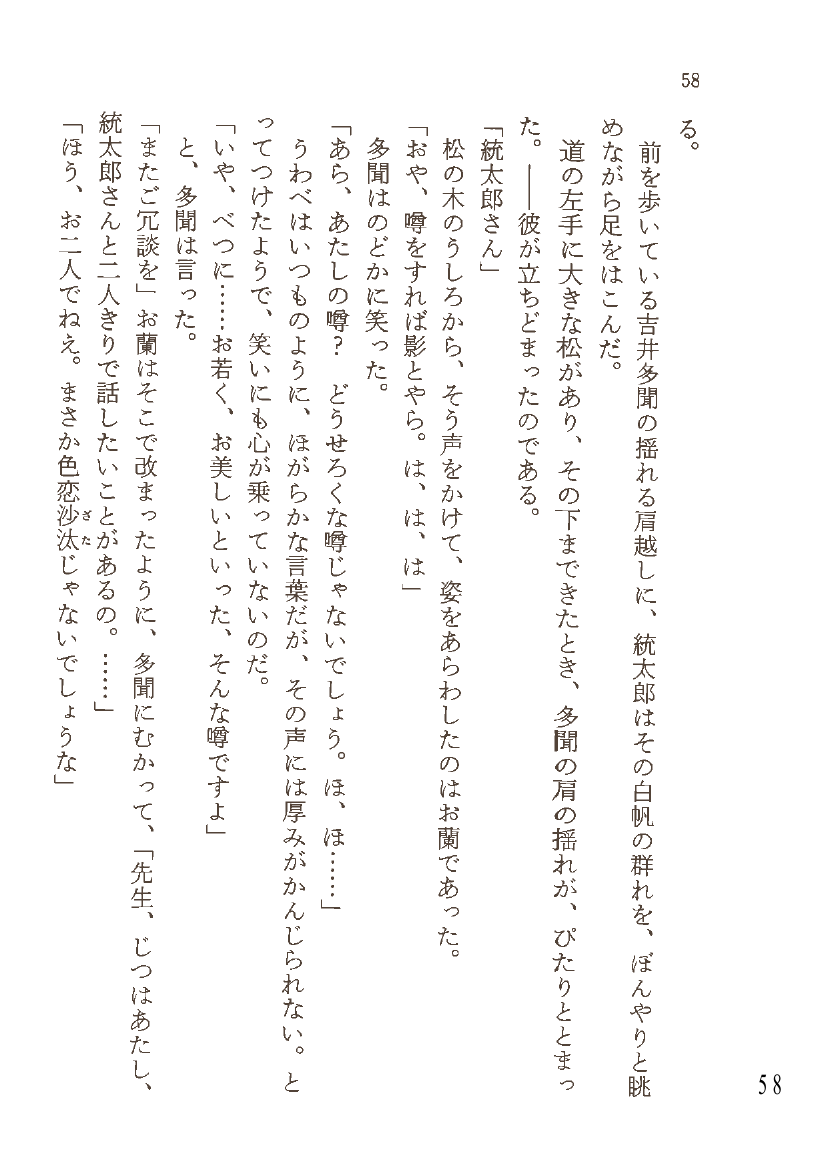 58
る。
前を歩いている吉井多聞の揺れる肩越しに、統太郎はその白帆の群れを、ぼんやりと眺
めながら足をはこんだ。
道の左手に大きな松があり、その下まできたとき、多聞の肩の揺れが、ぴたりととまっ
た。――彼が立ちどまったのである。
「統太郎さん」
松の木のうしろから、そう声をかけて、姿をあらわしたのはお蘭であった。
「おや、噂をすれば影とやら。は、は、は」
多聞はのどかに笑った。
「あら、あたしの噂？　どうせろくな噂じゃないでしょう。ほ、ほ……」
うわべはいつものように、ほがらかな言葉だが、その声には厚みがかんじられない。と
ってつけたようで、笑いにも心が乗っていないのだ。
「いや、べつに……お若く、お美しいといった、そんな噂ですよ」
と、多聞は言った。
「またご冗談を」お蘭はそこで改まったように、多聞にむかって、「先生、じつはあたし、
統太郎さんと二人きりで話したいことがあるの。……」
「ほう、お二人でねえ。まさか色恋沙汰じゃないでしょうな」
ざた
58